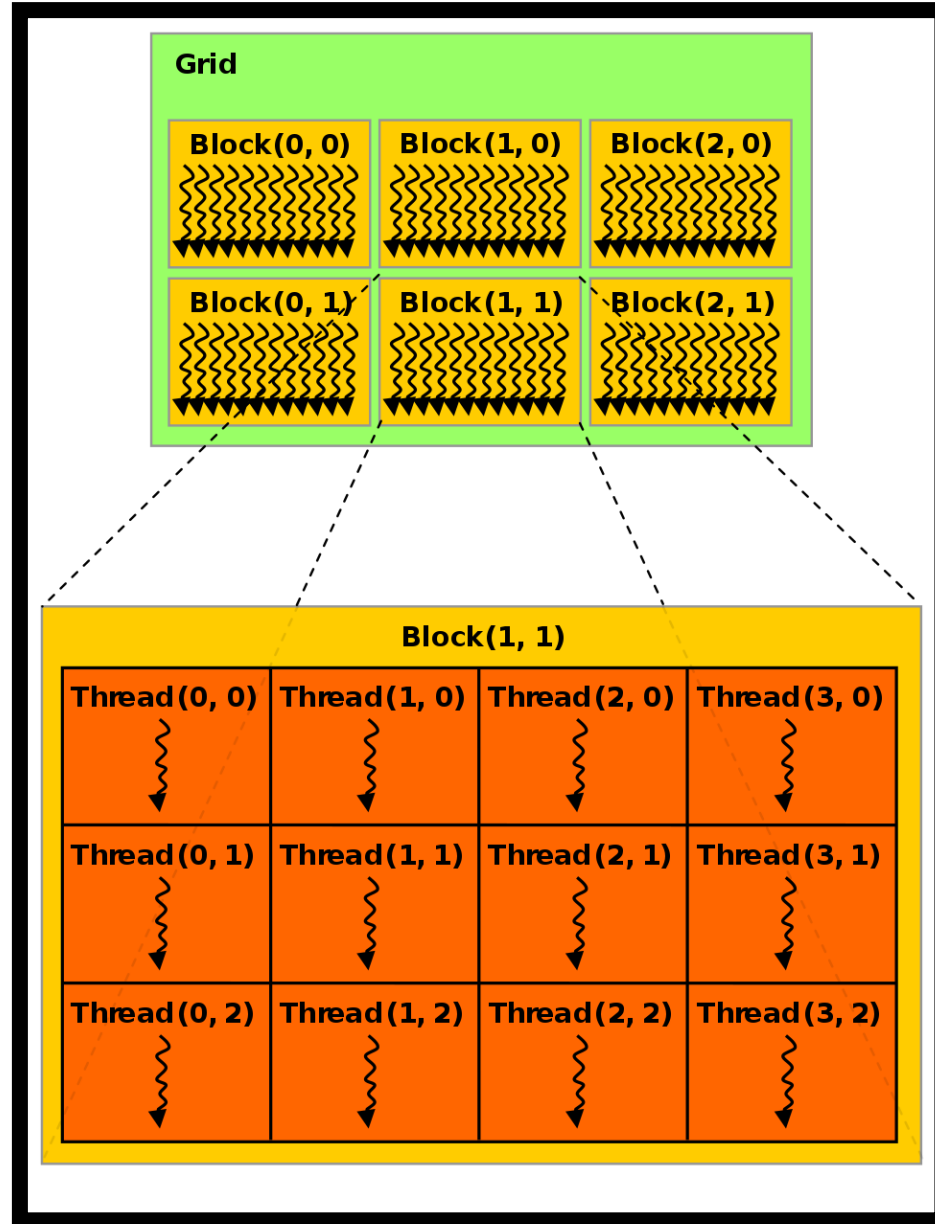 Grid
Block(0, 0) Block(1, 0) Block(2, 0)
Block(0, 1) Block(1, 1) Block(2, 1)
Block(1, 1)
Thread(0, 0) Thread(1, 0) Thread(2, 0) Thread(3, 0)
Thread(0, 1) Thread(1, 1) Thread(2, 1) Thread(3, 1)
Thread(0, 2) Thread(1, 2) Thread(2, 2) Thread(3, 2)